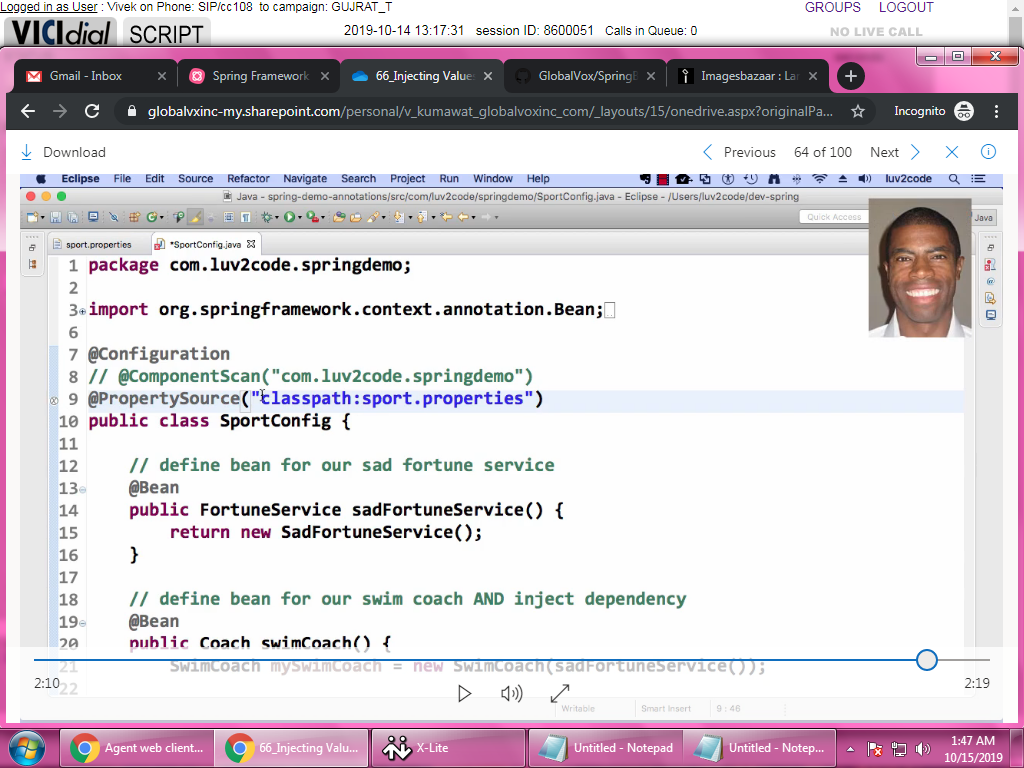 Logged in as User : Vivek on Phone: SIP/cc108 to campaign: GUJRAT_T
GROUPS LOGOUT
VICIdial SCRIPT
2019-10-14 13:17:31 session ID: 8600051 Calls in Queue: 0
NO LIVE CALL
Gmail - Inbox
Spring Framework
66_Injecting Value
GlobalVox/SpringB
Imagesbazaar : Lar
globalvxinc-my.sharepoint.com/personal/v_kumawat_globalvoxinc_com/_layouts/15/onedrive.aspx?originalPa...
Incognito
Download
Previous 64 of 100 Next
Eclipse File Edit Source Refactor Navigate Search Project Run Window Help
luv2code
Java - spring-demo-annotations/src/com/luv2code/springdemo/SportConfig.java - Eclipse - /Users/luv2code/dev-spring
Quick Access
Java
sport.properties
*SportConfig.java
1 package com.luv2code.springdemo;
2
3 import org.springframework.context.annotation.Bean;
6
7 @Configuration
8 // @ComponentScan("com.luv2code.springdemo")
9 @PropertySource("classpath:sport.properties")
10 public class SportConfig {
11
12 // define bean for our sad fortune service
13 @Bean
14 public FortuneService sadFortuneService() {
15 return new SadFortuneService();
16 }
17
18 // define bean for our swim coach AND inject dependency
19 @Bean
20 public Coach swimCoach() {
21 SwimCoach mySwimCoach = new SwimCoach(sadFortuneService());
22
2:10
2:19
Writable
Smart Insert
9 : 46
Agent web client...
66_Injecting Valu...
X-Lite
Untitled - Notepad
Untitled - Notep...
1:47 AM
10/15/2019